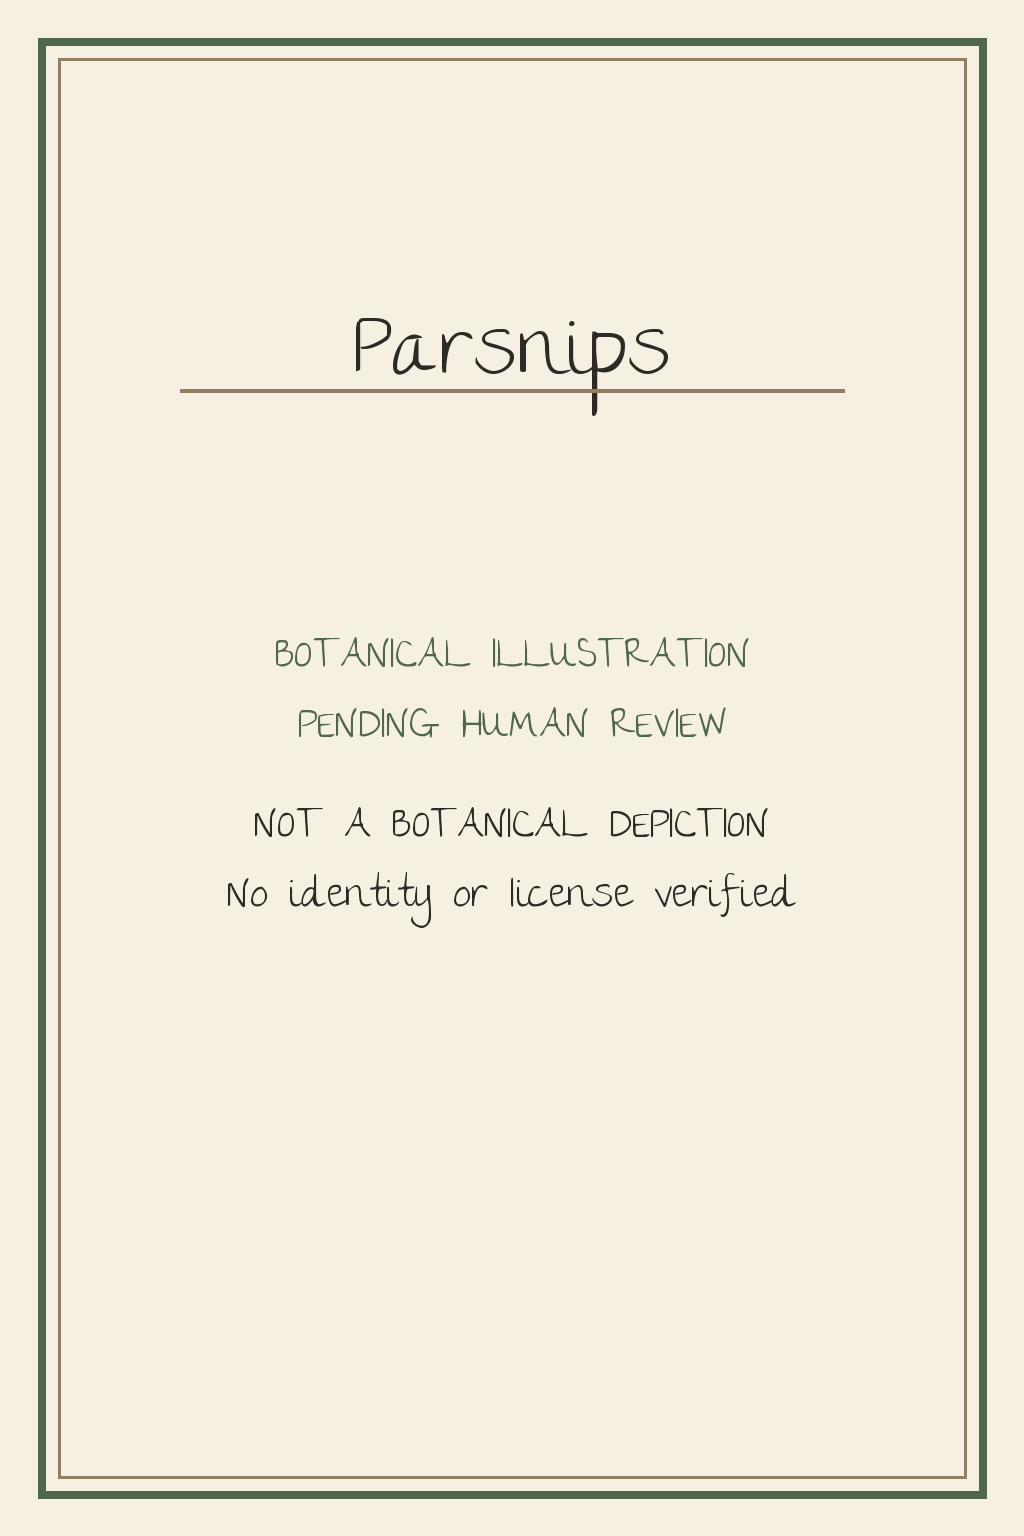 Parsnips
BOTANICAL ILLUSTRATION
PENDING HUMAN REVIEW
NOT A BOTANICAL DEPICTION
No identity or license verified